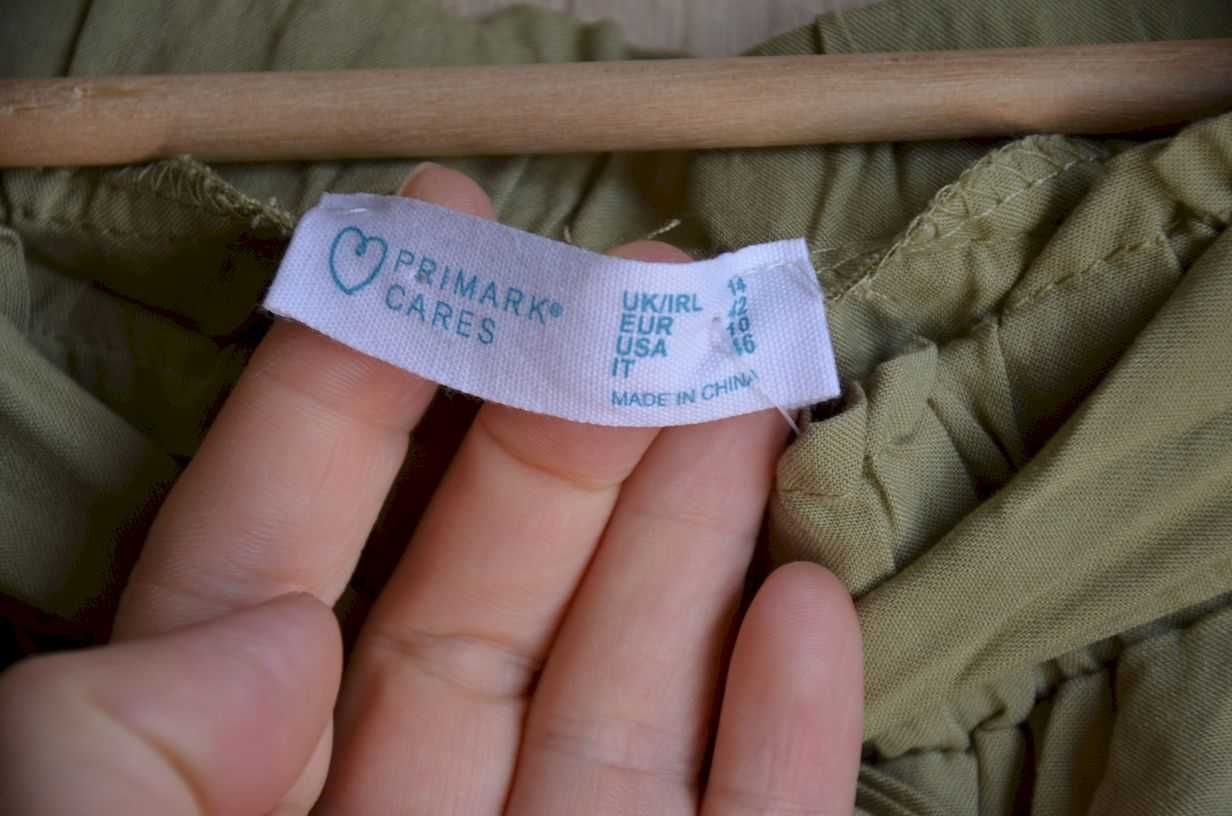 PRIMARK®
CARES
UK/IRL 14
EUR 42
USA 10
IT 46
MADE IN CHINA